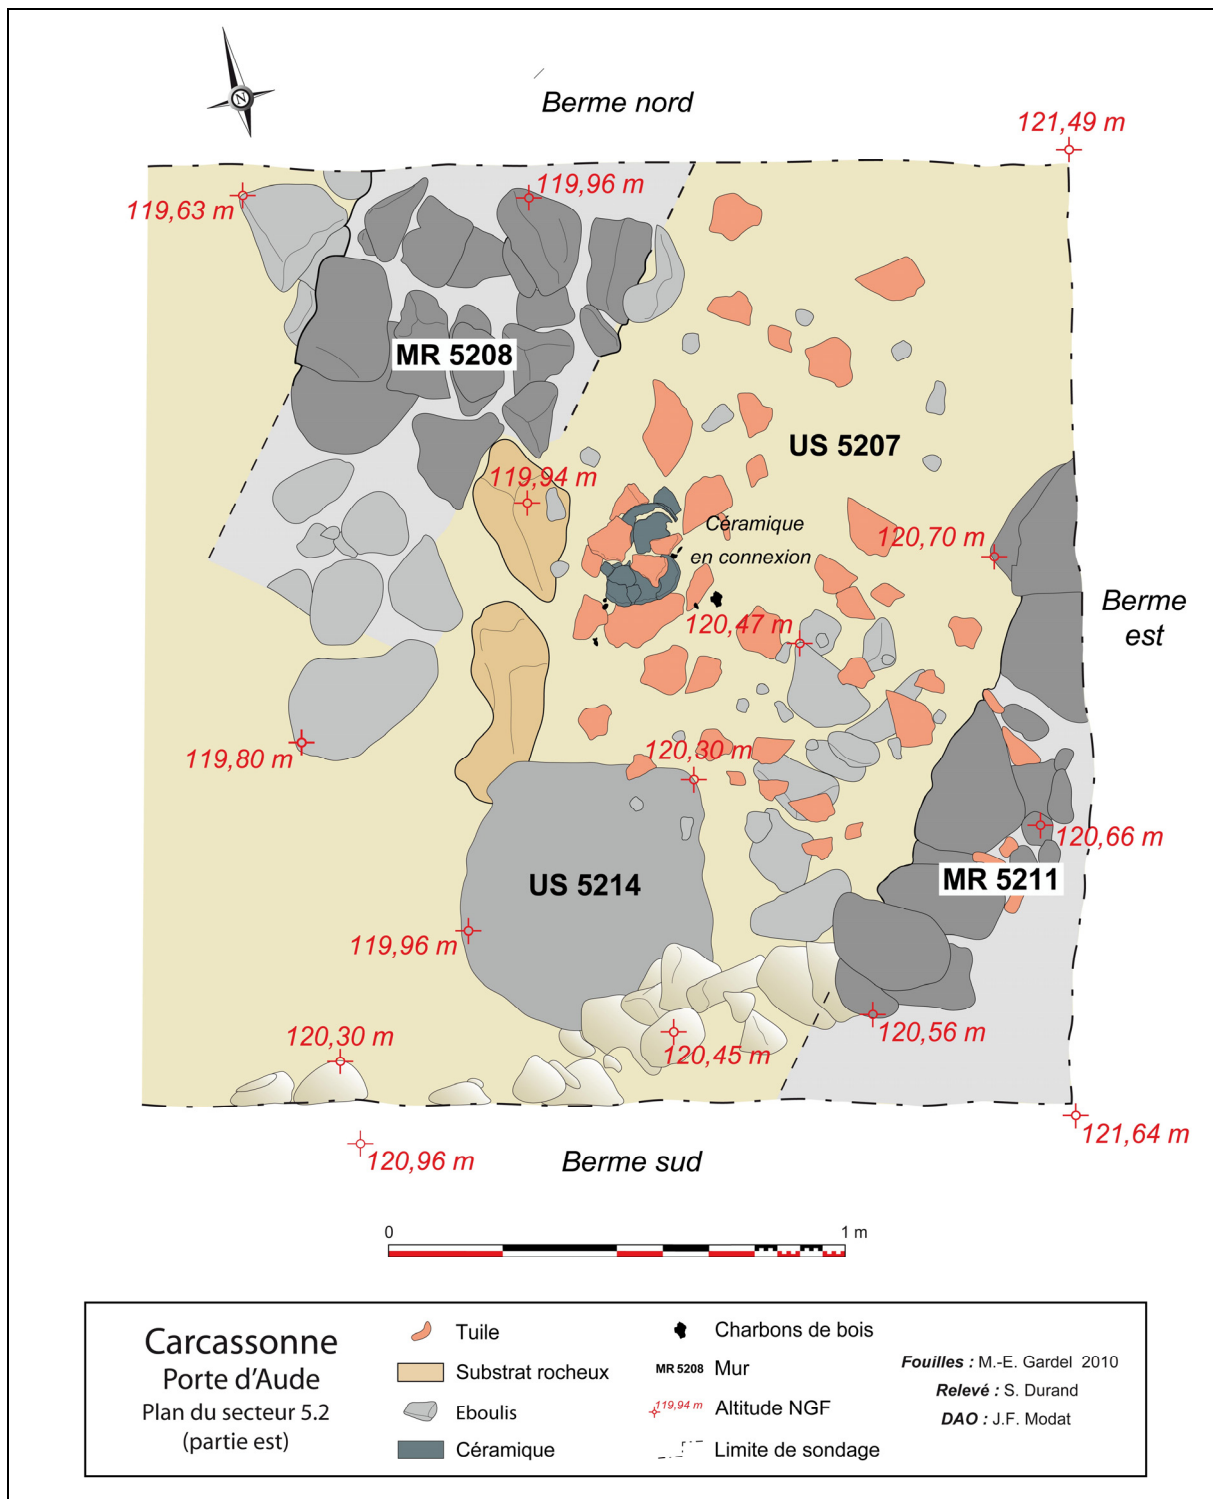 N
Berme nord
121,49 m
119,63 m
119,96 m
MR 5208
US 5207
119,94 m
Céramique
en connexion
120,70 m
Berme
est
120,47 m
119,80 m
120,30 m
120,66 m
US 5214
MR 5211
119,96 m
120,30 m
120,45 m
120,56 m
121,64 m
120,96 m
Berme sud
0
1 m
Carcassonne
Porte d’Aude
Plan du secteur 5.2
(partie est)
Tuile
Substrat rocheux
Eboulis
Céramique
Charbons de bois
MR 5208 Mur
119,94 m Altitude NGF
Limite de sondage
Fouilles : M.-E. Gardel 2010
Relevé : S. Durand
DAO : J.F. Modat